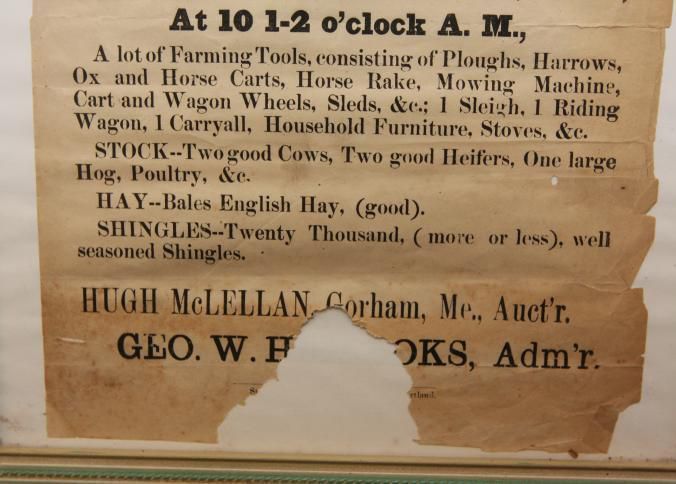 At 10 1-2 o'clock A. M.,
A lot of Farming Tools, consisting of Ploughs, Harrows,
Ox and Horse Carts, Horse Rake, Mowing Machine,
Cart and Wagon Wheels, Sleds, &c.; 1 Sleigh, 1 Riding
Wagon, 1 Carryall, Household Furniture, Stoves, &c.
STOCK--Two good Cows, Two good Heifers, One large
Hog, Poultry, &c.
HAY--Bales English Hay, (good).
SHINGLES--Twenty Thousand, ( more or less), well
seasoned Shingles.
HUGH McLELLAN, Gorham, Me., Auct'r.
GEO. W. Adm'r.